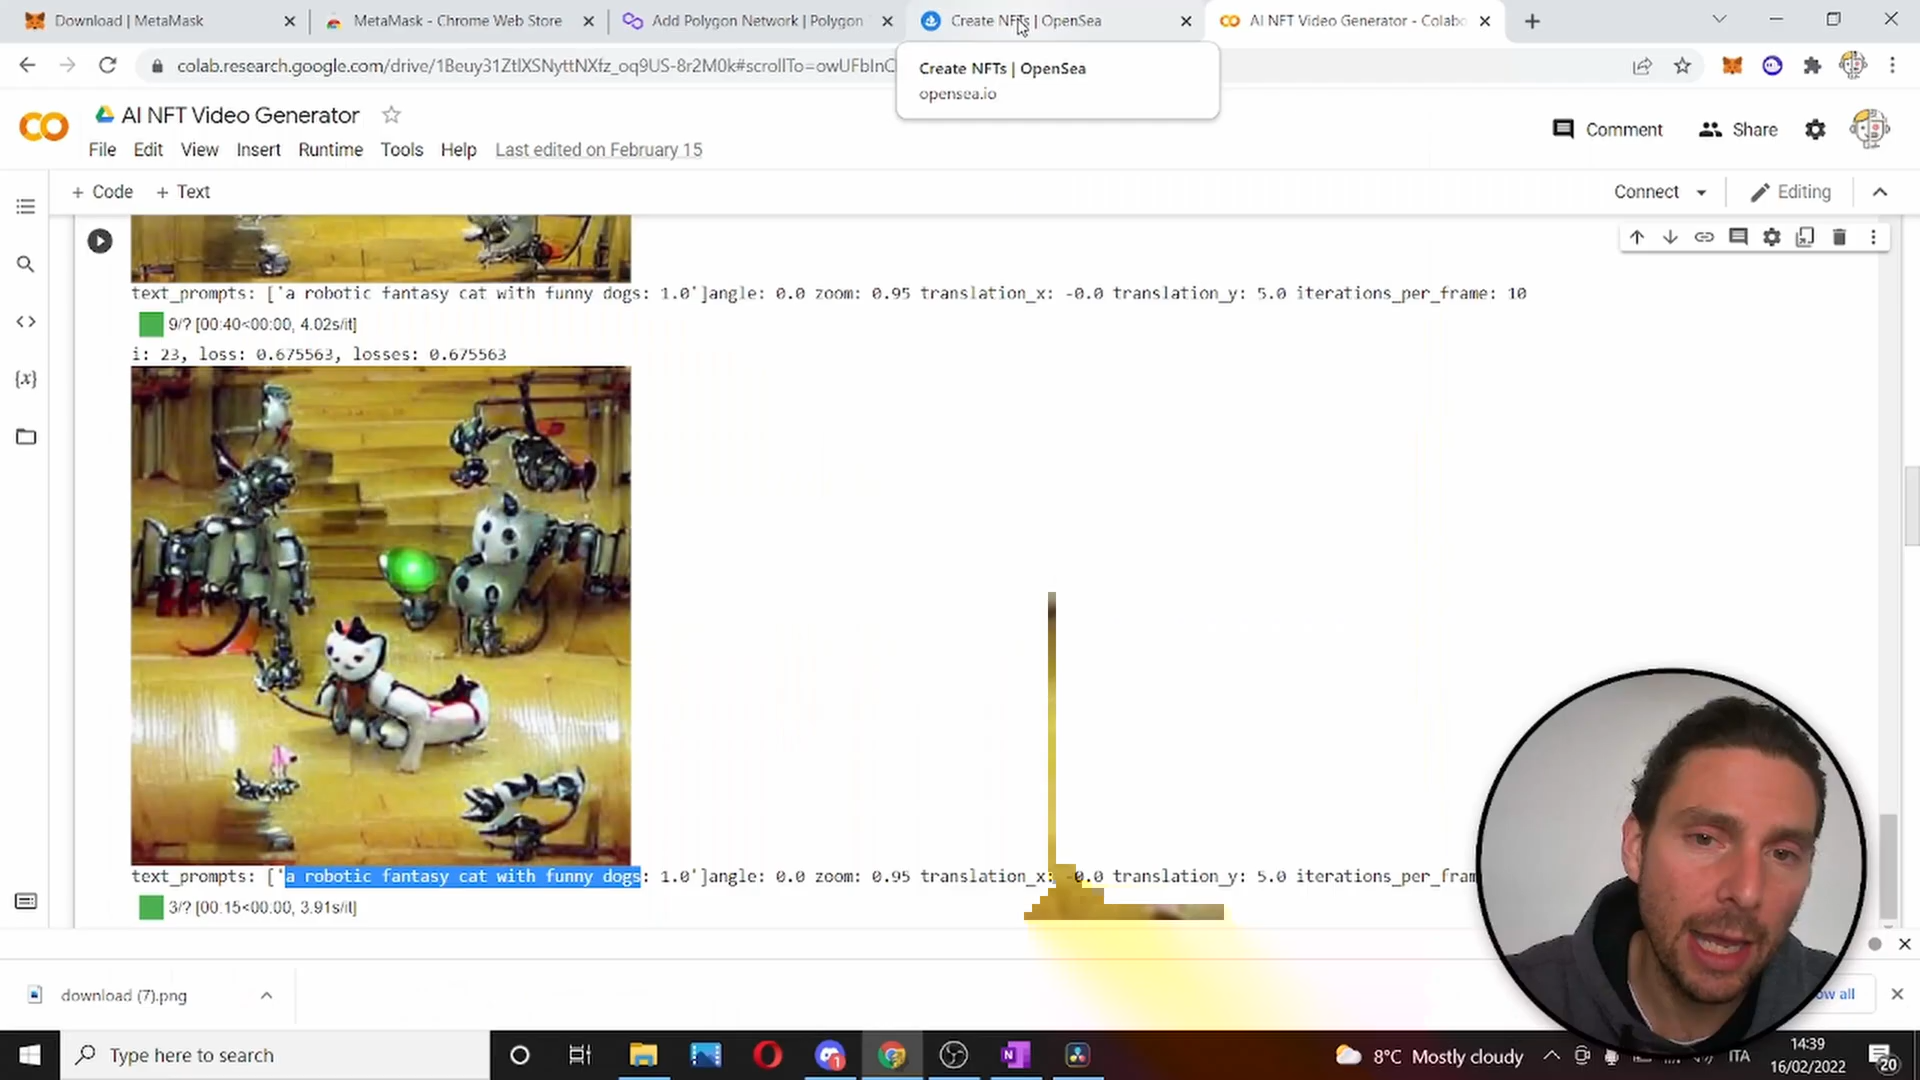 Download | MetaMask
MetaMask - Chrome Web Store
Add Polygon Network | Polygon
Create NFTs | OpenSea
AI NFT Video Generator - Colabo
colab.research.google.com/drive/1Beuy31ZtlXSNyttNXfz_oq9US-8r2M0k#scrollTo=owUFbInC
Create NFTs | OpenSea
opensea.io
AI NFT Video Generator
File Edit View Insert Runtime Tools Help Last edited on February 15
Comment Share
+ Code + Text
Connect Editing
text_prompts: ['a robotic fantasy cat with funny dogs: 1.0']angle: 0.0 zoom: 0.95 translation_x: -0.0 translation_y: 5.0 iterations_per_frame: 10
9/? [00:40<00:00, 4.02s/it]
i: 23, loss: 0.675563, losses: 0.675563
text_prompts: ['a robotic fantasy cat with funny dogs: 1.0']angle: 0.0 zoom: 0.95 translation_x: -0.0 translation_y: 5.0 iterations_per_fram
3/? [00:15<00:00, 3.91s/it]
download (7).png
all
Type here to search
8°C Mostly cloudy
ITA
14:39
16/02/2022
20